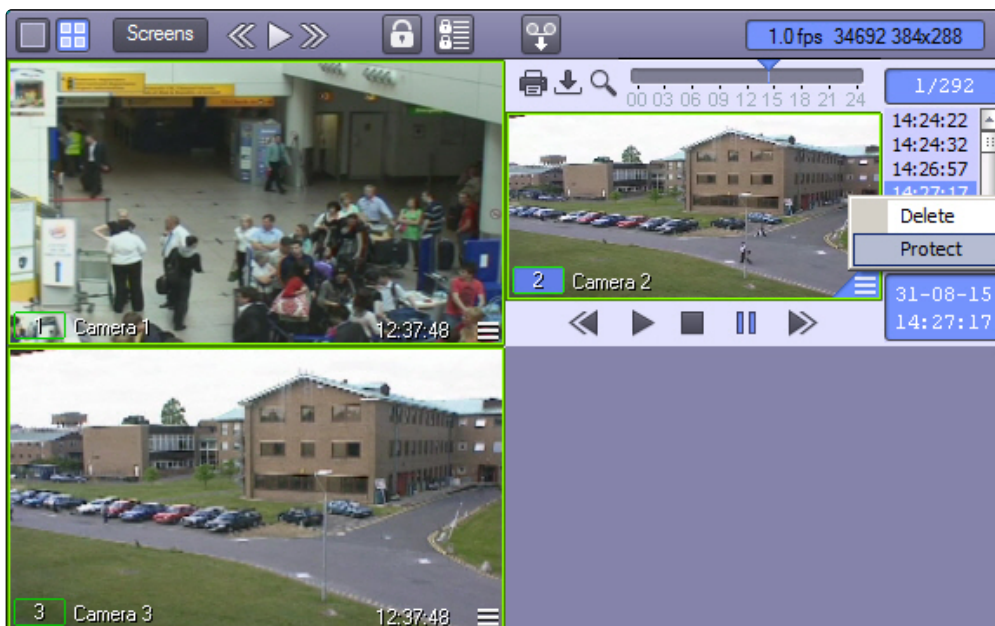 Screens
1.0 fps 34692 384x288
00 03 06 09 12 15 18 21 24
1/292
14:24:22
14:24:32
14:26:57
14:27:17
Delete
Protect
2 Camera 2
31-08-15
14:27:17
1 Camera 1 12:37:48
3 Camera 3 12:37:48